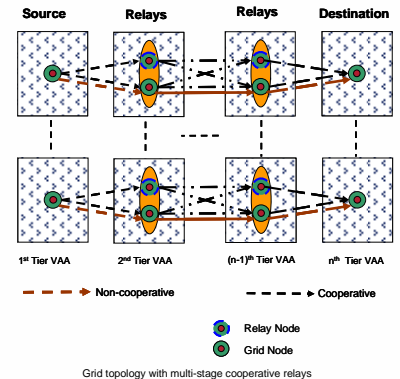 Source Relays Relays Destination
1st Tier VAA 2nd Tier VAA (n-1)th Tier VAA nth Tier VAA
Non-cooperative Cooperative
Relay Node
Grid Node
Grid topology with multi-stage cooperative relays